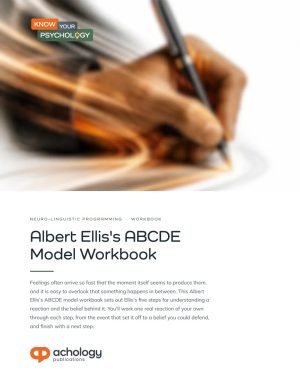 KNOW YOUR
PSYCHOLOGY
NEURO-LINGUISTIC PROGRAMMING · WORKBOOK
Albert Ellis's ABCDE
Model Workbook
Feelings often arrive so fast that the moment itself seems to produce them,
and it is easy to overlook that something happens in between. This Albert
Ellis's ABCDE model workbook sets out Ellis's five steps for understanding a
reaction and the belief behind it. You'll work one real reaction of your own
through each step, from the event that set it off to a belief you could defend,
and finish with a next step.
achology
publications